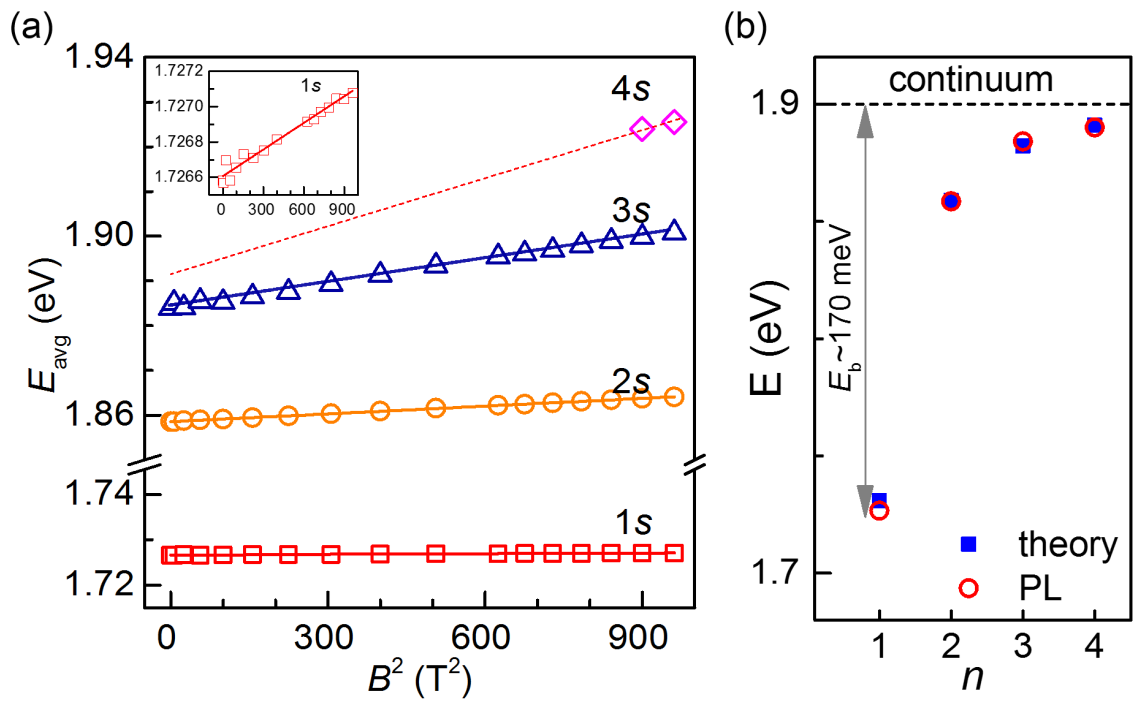 (a)
1.94
1.90
1.86
1.74
1.72
E_avg (eV)
0
300
600
900
B² (T²)
4s
3s
2s
1s
1.7272
1.7270
1.7268
1.7266
0
300
600
900
1s
(b)
1.9
1.7
E (eV)
continuum
E_b~170 meV
theory
PL
1
2
3
4
n